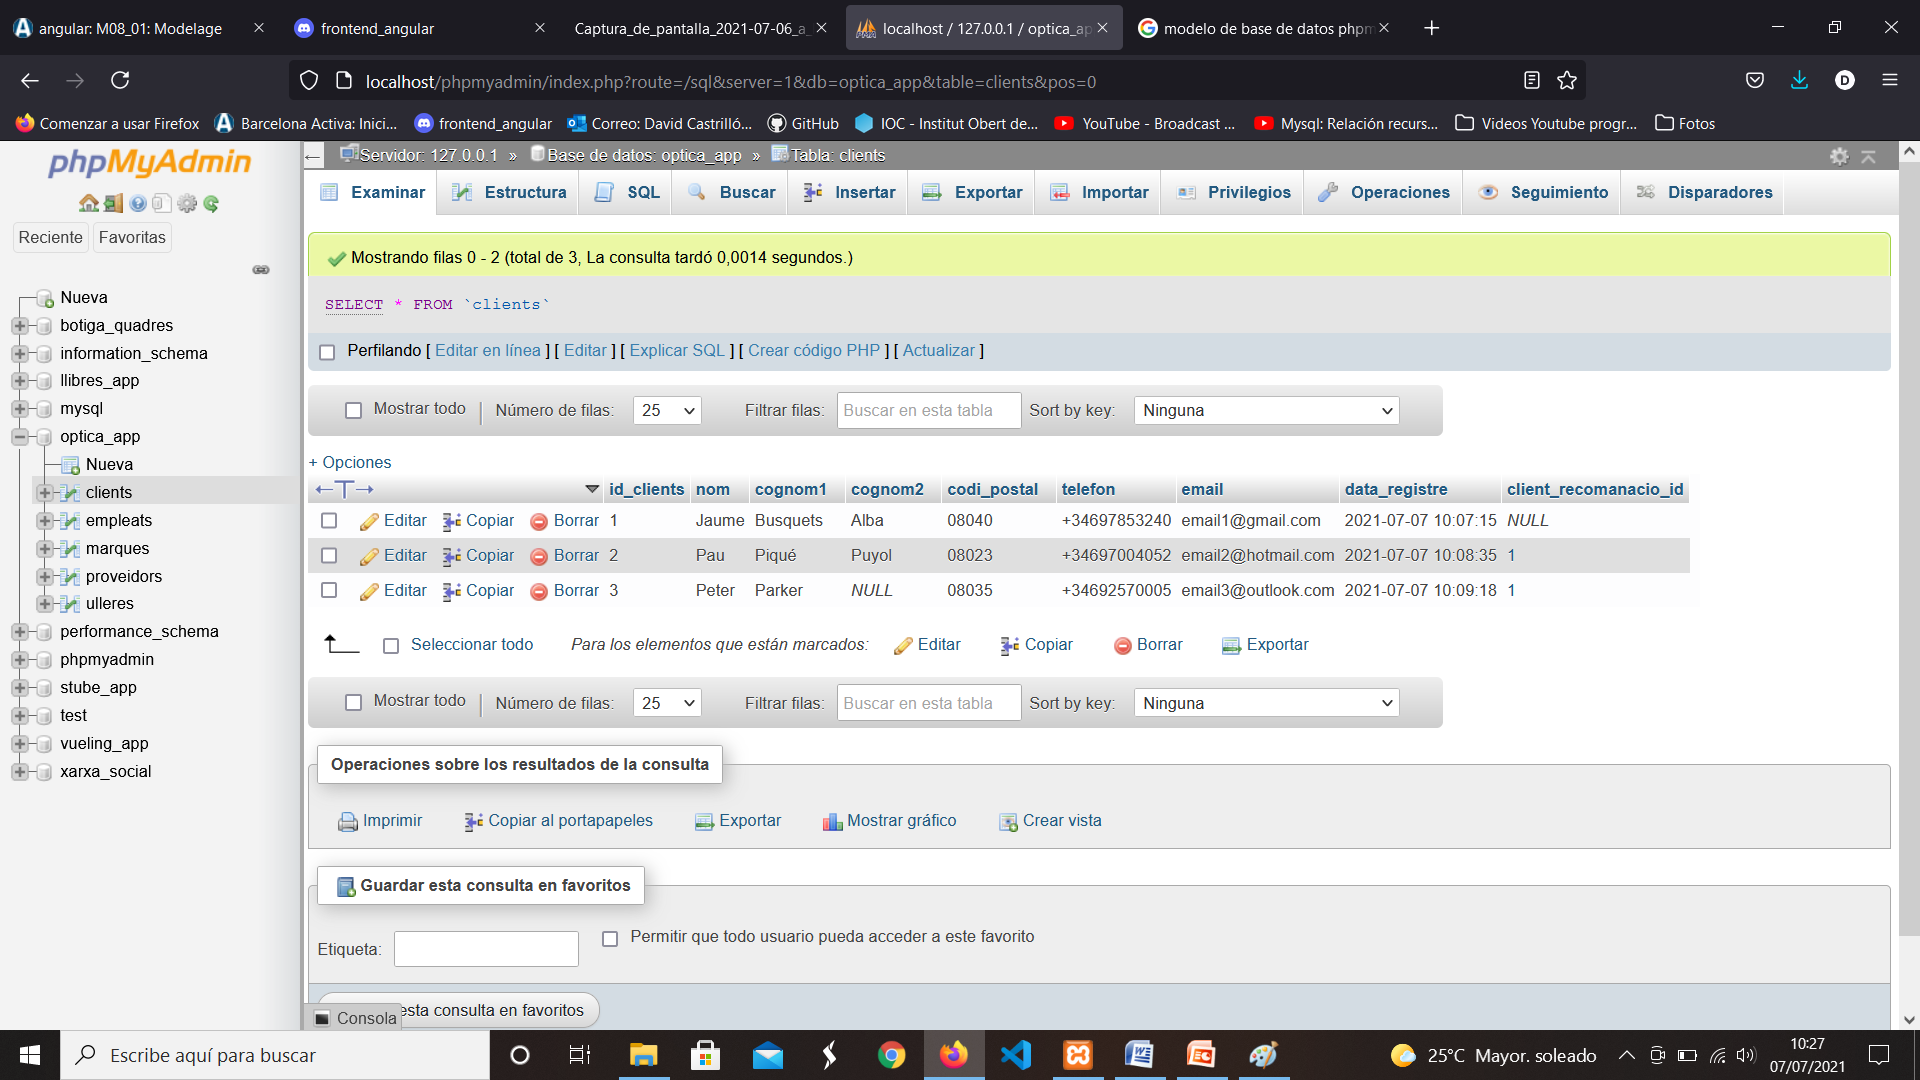 angular: M08_01: Modelage
frontend_angular
Captura_de_pantalla_2021-07-06_a_
localhost / 127.0.0.1 / optica_ap
modelo de base de datos phpm
localhost/phpmyadmin/index.php?route=/sql&server=1&db=optica_app&table=clients&pos=0
D
Comenzar a usar Firefox
Barcelona Activa: Inici...
frontend_angular
Correo: David Castrilló...
GitHub
IOC - Institut Obert de...
YouTube - Broadcast ...
Mysql: Relación recurs...
Videos Youtube progr...
Fotos
phpMyAdmin
Reciente
Favoritas
Nueva
botiga_quadres
information_schema
llibres_app
mysql
optica_app
Nueva
clients
empleats
marques
proveidors
ulleres
performance_schema
phpmyadmin
stube_app
test
vueling_app
xarxa_social
Servidor: 127.0.0.1 » Base de datos: optica_app » Tabla: clients
Examinar Estructura SQL Buscar Insertar Exportar Importar Privilegios Operaciones Seguimiento Disparadores
Mostrando filas 0 - 2 (total de 3, La consulta tardó 0,0014 segundos.)
SELECT * FROM `clients`
Perfilando [ Editar en línea ] [ Editar ] [ Explicar SQL ] [ Crear código PHP ] [ Actualizar ]
Mostrar todo | Número de filas: 25 Filtrar filas: Buscar en esta tabla Sort by key: Ninguna
+ Opciones
id_clients nom cognom1 cognom2 codi_postal telefon email data_registre client_recomanacio_id
Editar Copiar Borrar 1 Jaume Busquets Alba 08040 +34697853240 email1@gmail.com 2021-07-07 10:07:15 NULL
Editar Copiar Borrar 2 Pau Piqué Puyol 08023 +34697004052 email2@hotmail.com 2021-07-07 10:08:35 1
Editar Copiar Borrar 3 Peter Parker NULL 08035 +34692570005 email3@outlook.com 2021-07-07 10:09:18 1
Seleccionar todo Para los elementos que están marcados: Editar Copiar Borrar Exportar
Mostrar todo | Número de filas: 25 Filtrar filas: Buscar en esta tabla Sort by key: Ninguna
Operaciones sobre los resultados de la consulta
Imprimir Copiar al portapapeles Exportar Mostrar gráfico Crear vista
Guardar esta consulta en favoritos
Etiqueta: Permitir que todo usuario pueda acceder a este favorito
esta consulta en favoritos
Consola
Escribe aquí para buscar
25°C Mayor. soleado
10:27
07/07/2021